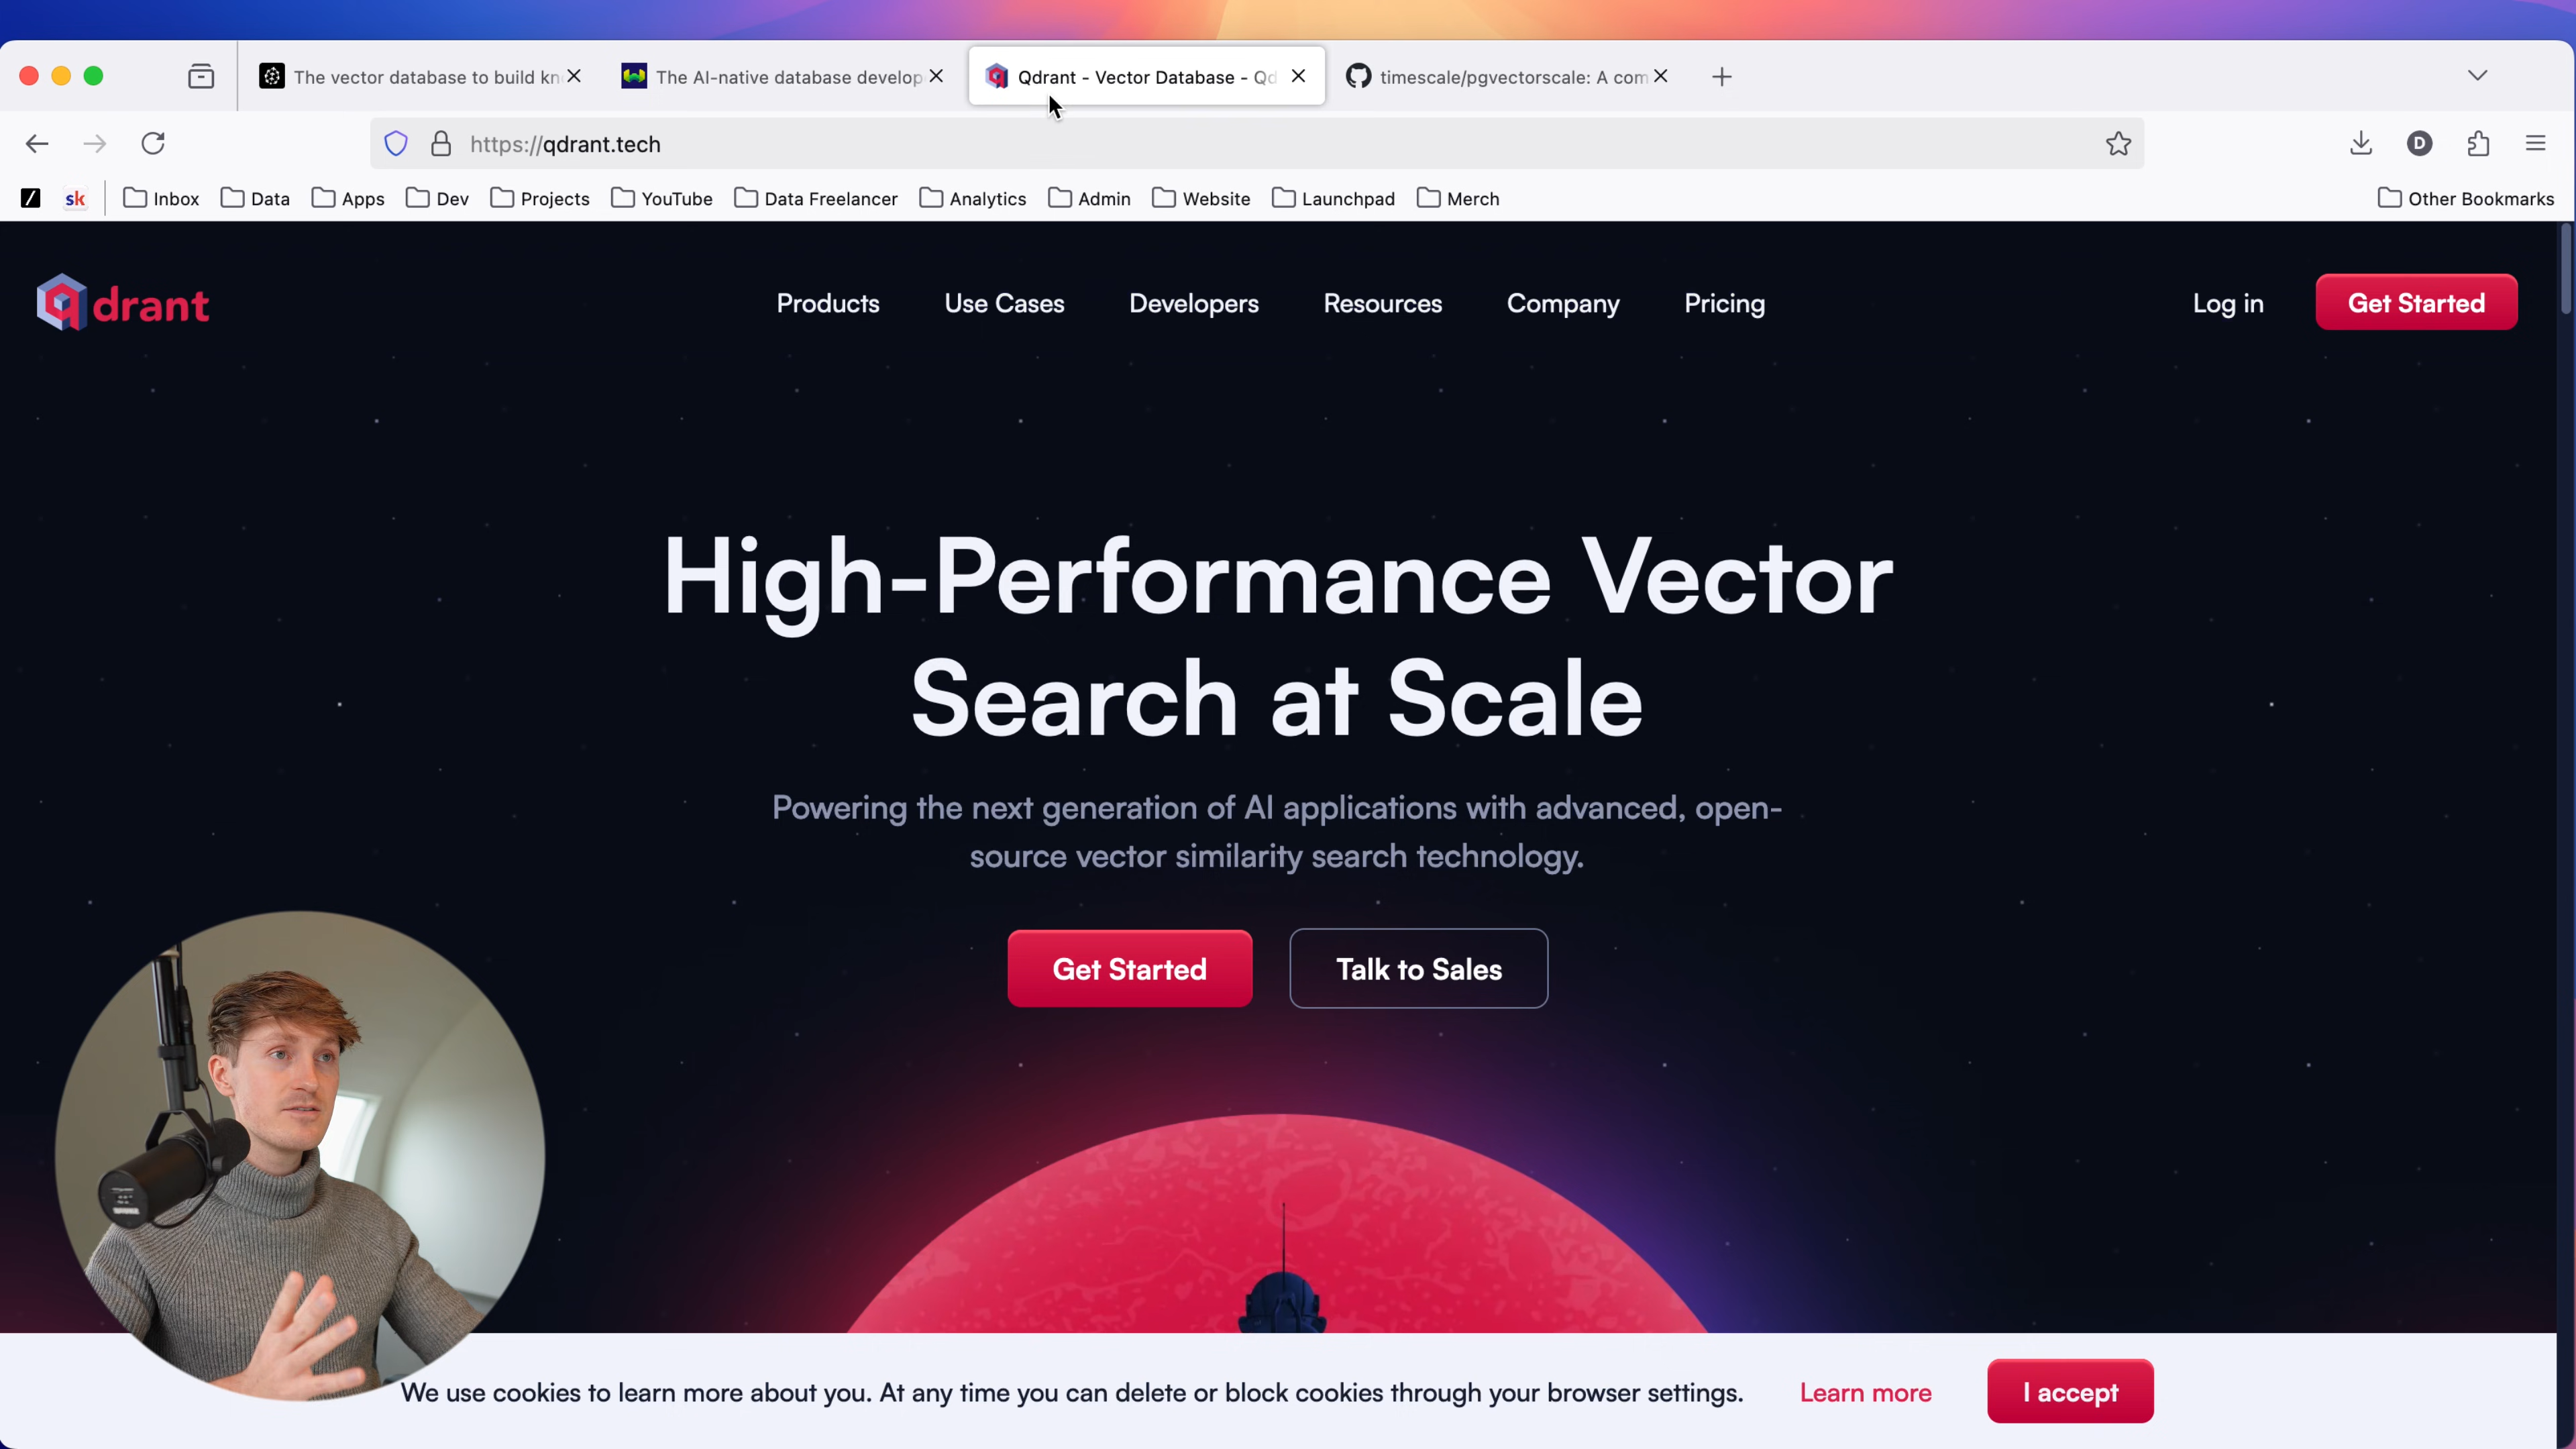 The vector database to build kn
The AI-native database develop
Qdrant - Vector Database - Qd
timescale/pgvectorscale: A com
https://qdrant.tech
D
sk
Inbox
Data
Apps
Dev
Projects
YouTube
Data Freelancer
Analytics
Admin
Website
Launchpad
Merch
Other Bookmarks
qdrant
Products
Use Cases
Developers
Resources
Company
Pricing
Log in
Get Started
High-Performance Vector
Search at Scale
Powering the next generation of AI applications with advanced, open-
source vector similarity search technology.
Get Started
Talk to Sales
We use cookies to learn more about you. At any time you can delete or block cookies through your browser settings.
Learn more
I accept